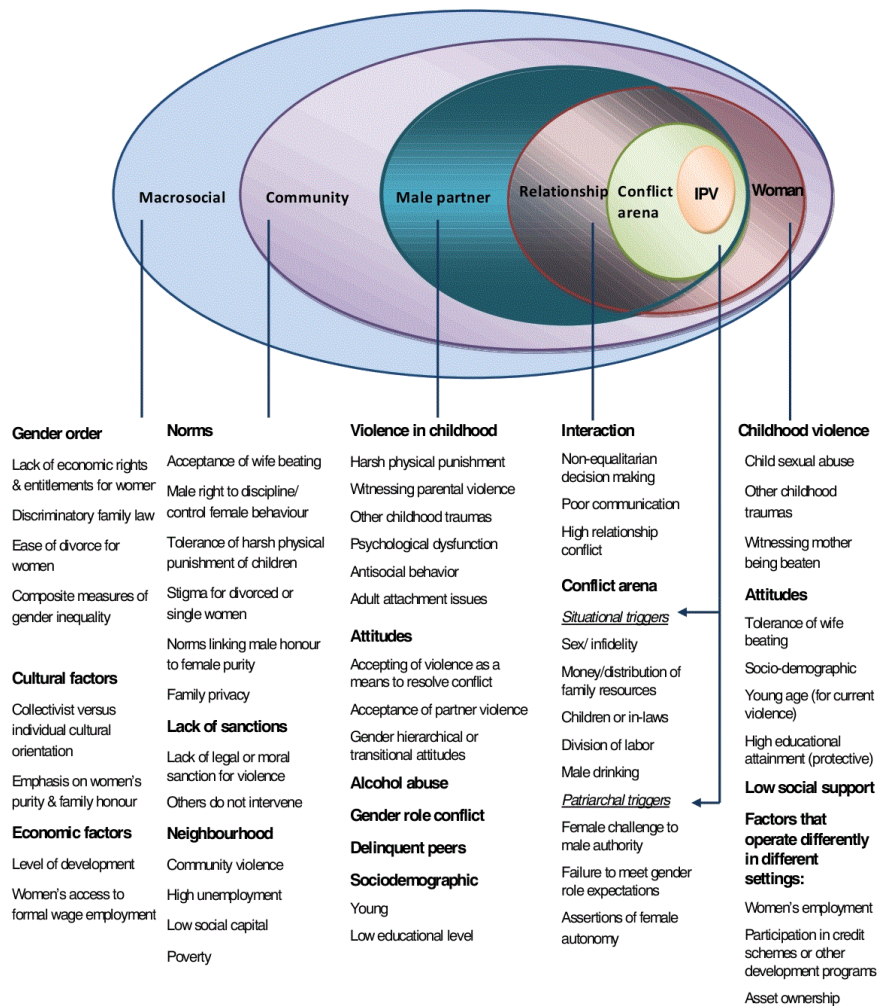 Macrosocial
Community
Male partner
Relationship
Conflict
arena
IPV
Woman
Gender order
Lack of economic rights
& entitlements for women
Discriminatory family law
Ease of divorce for
women
Composite measures of
gender inequality
Cultural factors
Collectivist versus
individual cultural
orientation
Emphasis on women's
purity & family honour
Economic factors
Level of development
Women's access to
formal wage employment
Norms
Acceptance of wife beating
Male right to discipline/
control female behaviour
Tolerance of harsh physical
punishment of children
Stigma for divorced or
single women
Norms linking male honour
to female purity
Family privacy
Lack of sanctions
Lack of legal or moral
sanction for violence
Others do not intervene
Neighbourhood
Community violence
High unemployment
Low social capital
Poverty
Violence in childhood
Harsh physical punishment
Witnessing parental violence
Other childhood traumas
Psychological dysfunction
Antisocial behavior
Adult attachment issues
Attitudes
Accepting of violence as a
means to resolve conflict
Acceptance of partner violence
Gender hierarchical or
transitional attitudes
Alcohol abuse
Gender role conflict
Delinquent peers
Sociodemographic
Young
Low educational level
Interaction
Non-equalitarian
decision making
Poor communication
High relationship
conflict
Conflict arena
Situational triggers
Sex/ infidelity
Money/distribution of
family resources
Children or in-laws
Division of labor
Male drinking
Patriarchal triggers
Female challenge to
male authority
Failure to meet gender
role expectations
Assertions of female
autonomy
Childhood violence
Child sexual abuse
Other childhood
traumas
Witnessing mother
being beaten
Attitudes
Tolerance of wife
beating
Socio-demographic
Young age (for current
violence)
High educational
attainment (protective)
Low social support
Factors that
operate differently
in different
settings:
Women's employment
Participation in credit
schemes or other
development programs
Asset ownership